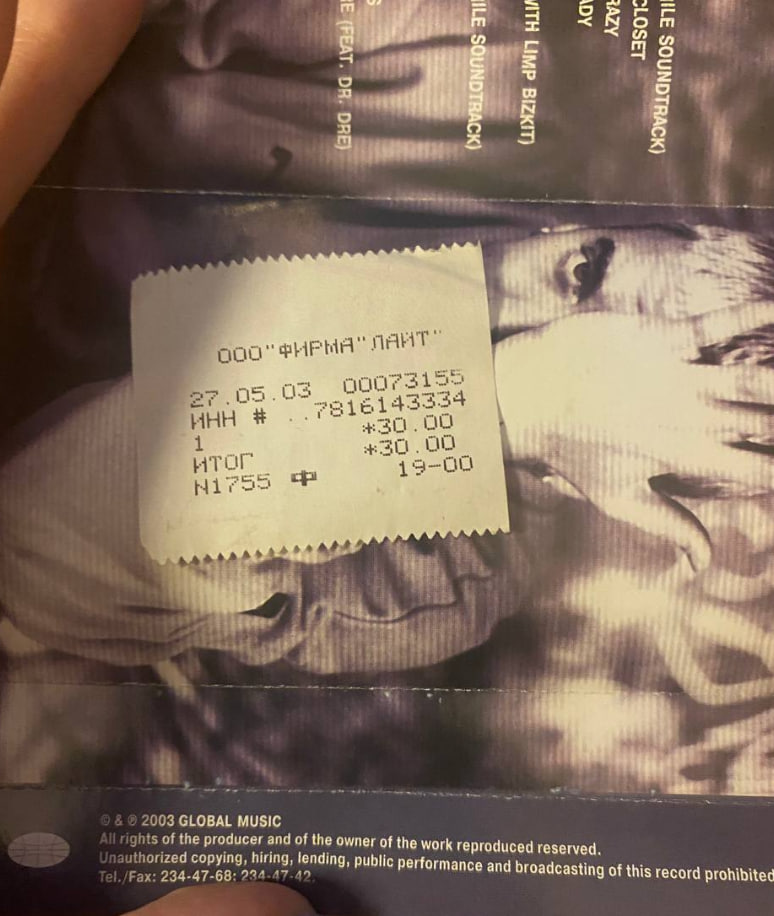 ILE SOUNDTRACK)
CLOSET
RAZY
ADY
WITH LIMP BIZKIT)
ILE SOUNDTRACK)
S
RE (FEAT. DR. DRE)
ООО"ФИРМА"ЛАИТ"
27.05.03 00073155
ИНН # ..7816143334
1 *30.00
ИТОГ *30.00
N1755 Ф 19-00
© & ℗ 2003 GLOBAL MUSIC
All rights of the producer and of the owner of the work reproduced reserved.
Unauthorized copying, hiring, lending, public performance and broadcasting of this record prohibited
Tel./Fax: 234-47-68; 234-47-42.